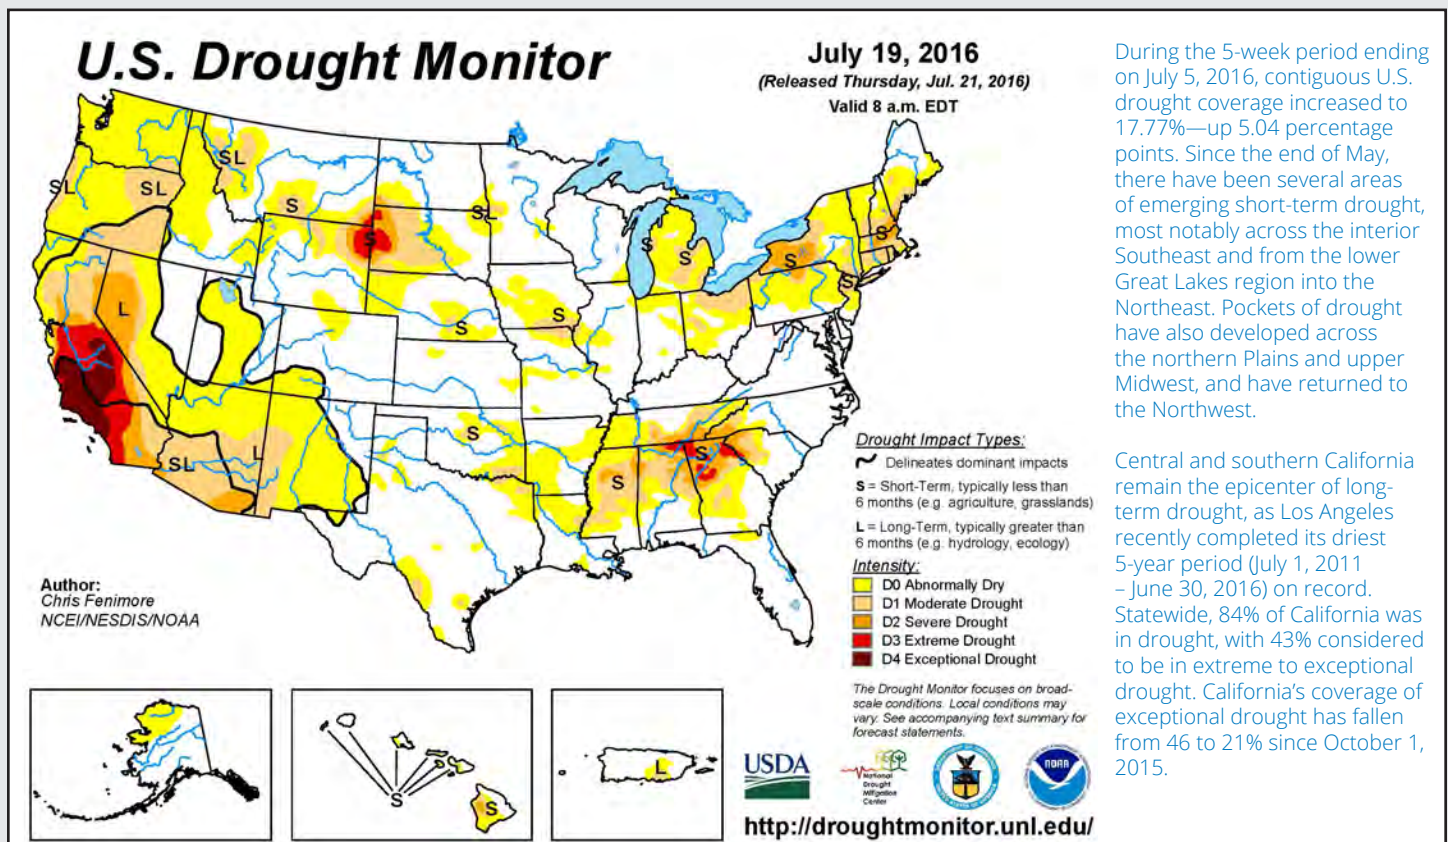 U.S. Drought Monitor
July 19, 2016
(Released Thursday, Jul. 21, 2016)
Valid 8 a.m. EDT
SL
SL
SL
S
S
SL
L
S
S
S
S
S
S
S
S
L
SL
S
S
Drought Impact Types:
Delineates dominant impacts
S = Short-Term, typically less than
6 months (e.g. agriculture, grasslands)
L = Long-Term, typically greater than
6 months (e.g. hydrology, ecology)
Intensity:
D0 Abnormally Dry
D1 Moderate Drought
D2 Severe Drought
D3 Extreme Drought
D4 Exceptional Drought
Author:
Chris Fenimore
NCEI/NESDIS/NOAA
The Drought Monitor focuses on broad-
scale conditions. Local conditions may
vary. See accompanying text summary for
forecast statements.
S
S
L
USDA
National
Drought
Mitigation
Center
NOAA
http://droughtmonitor.unl.edu/
During the 5-week period ending
on July 5, 2016, contiguous U.S.
drought coverage increased to
17.77%—up 5.04 percentage
points. Since the end of May,
there have been several areas
of emerging short-term drought,
most notably across the interior
Southeast and from the lower
Great Lakes region into the
Northeast. Pockets of drought
have also developed across
the northern Plains and upper
Midwest, and have returned to
the Northwest.
Central and southern California
remain the epicenter of long-
term drought, as Los Angeles
recently completed its driest
5-year period (July 1, 2011
– June 30, 2016) on record.
Statewide, 84% of California was
in drought, with 43% considered
to be in extreme to exceptional
drought. California’s coverage of
exceptional drought has fallen
from 46 to 21% since October 1,
2015.